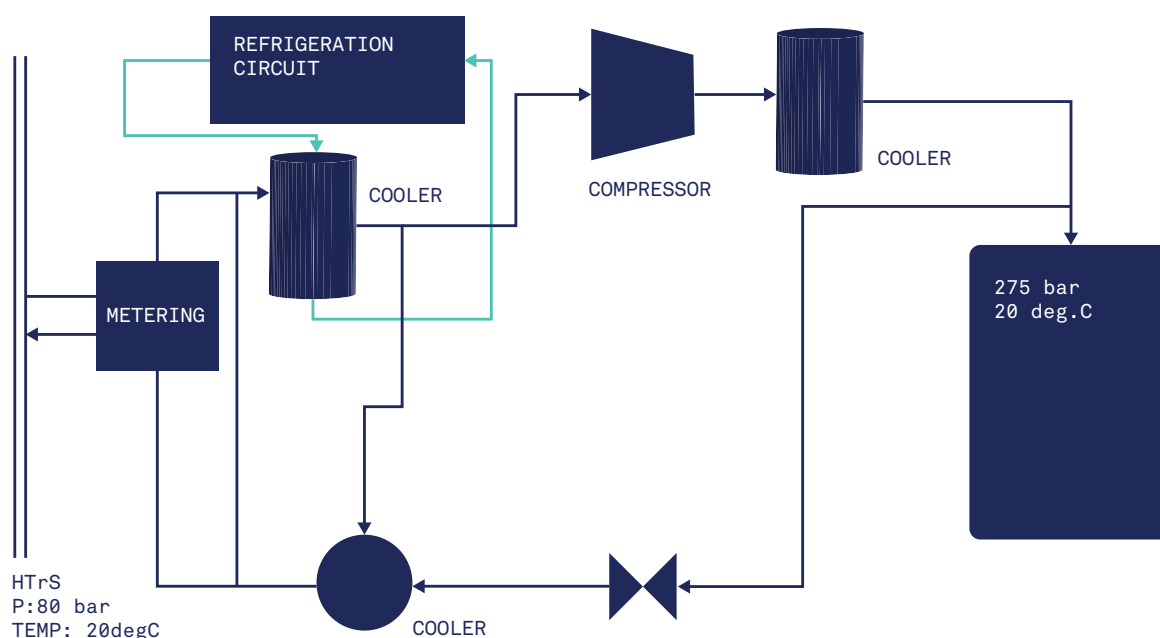 REFRIGERATION
CIRCUIT
COOLER
COMPRESSOR
COOLER
METERING
275 bar
20 deg.C
HTrS
P:80 bar
TEMP: 20degC
COOLER